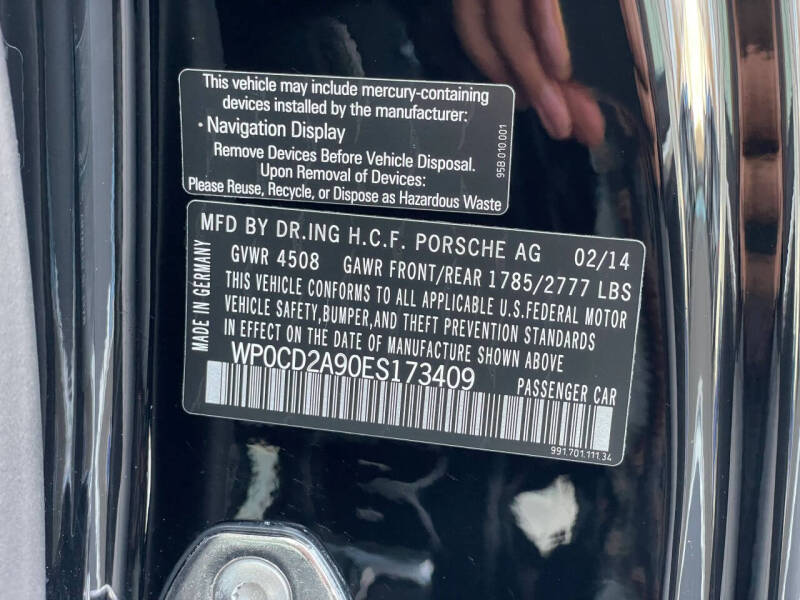 This vehicle may include mercury-containing
devices installed by the manufacturer:
· Navigation Display
Remove Devices Before Vehicle Disposal.
Upon Removal of Devices:
Please Reuse, Recycle, or Dispose as Hazardous Waste
958.010.001
MFD BY DR.ING H.C.F. PORSCHE AG 02/14
GVWR 4508 GAWR FRONT/REAR 1785/2777 LBS
THIS VEHICLE CONFORMS TO ALL APPLICABLE U.S.FEDERAL MOTOR
VEHICLE SAFETY,BUMPER,AND THEFT PREVENTION STANDARDS
IN EFFECT ON THE DATE OF MANUFACTURE SHOWN ABOVE
WP0CD2A90ES173409 PASSENGER CAR
MADE IN GERMANY
991.701.111.34